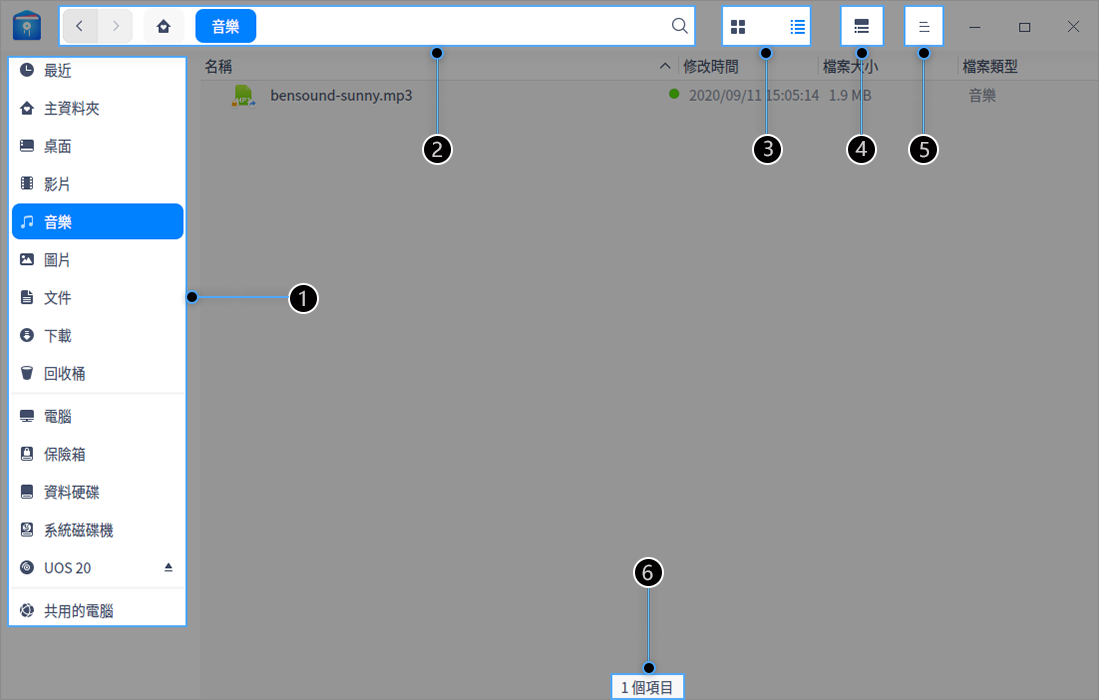 音樂
最近
主資料夾
桌面
影片
音樂
圖片
文件
下載
回收桶
電腦
保險箱
資料硬碟
系統磁碟機
UOS 20
共用的電腦
名稱 修改時間 檔案大小 檔案類型
bensound-sunny.mp3 2020/09/11 15:05:14 1.9 MB 音樂
2
3
4
5
1
6
1 個項目